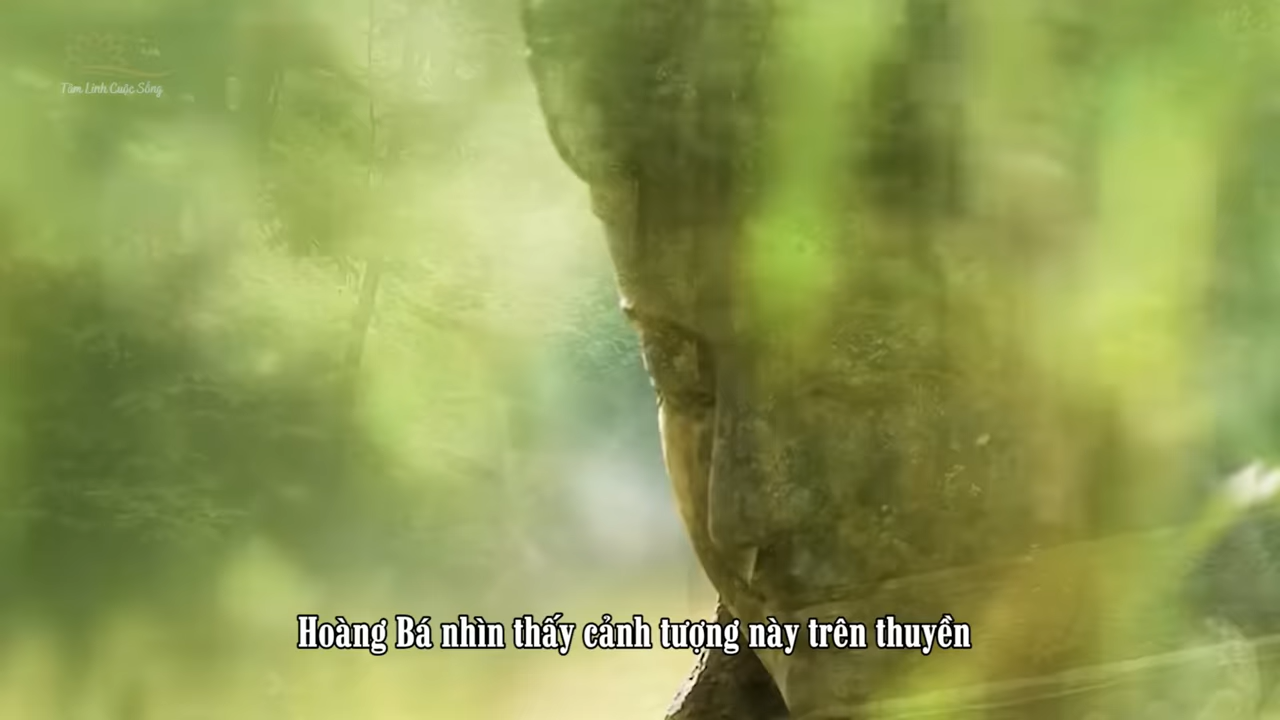 Tâm Linh Cuộc Sống
Hoàng Bá nhìn thấy cảnh tượng này trên thuyền